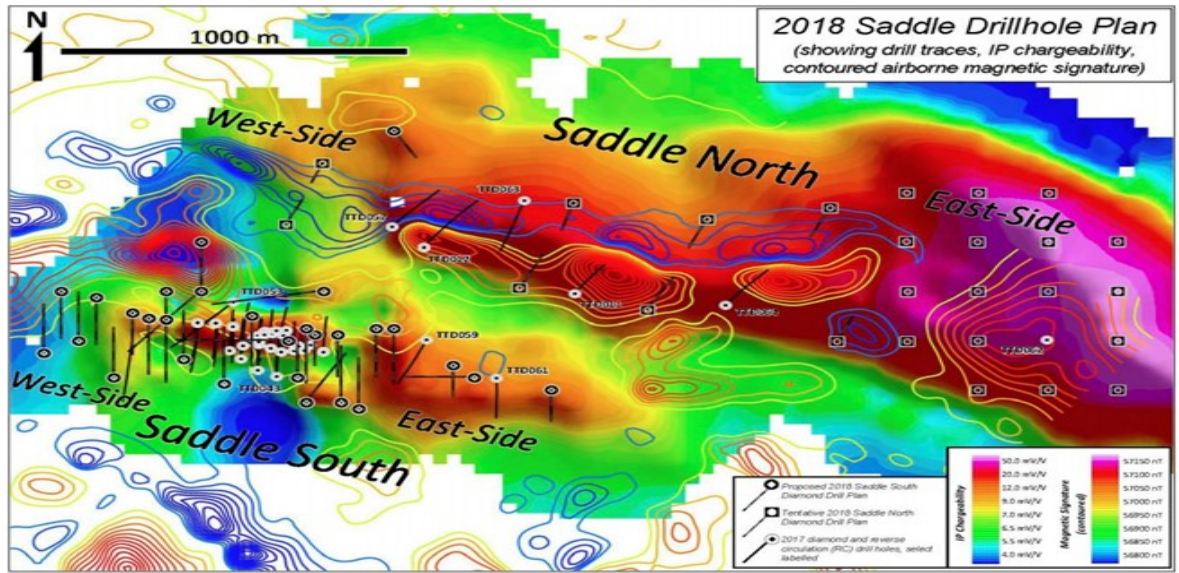 N
1000 m
2018 Saddle Drillhole Plan
(showing drill traces, IP chargeability,
contoured airborne magnetic signature)
West-Side
Saddle North
East-Side
TTD063
TTD022
TTD053
TTD059
TTD061
TTD062
TTD043
West-Side
East-Side
Saddle South
IP Chargeability
50.0 mV/V
20.0 mV/V
12.0 mV/V
9.0 mV/V
7.0 mV/V
6.5 mV/V
5.5 mV/V
4.0 mV/V
Magnetic Signature
(contoured)
57150 nT
57100 nT
57050 nT
57000 nT
56950 nT
56900 nT
56850 nT
56800 nT
Proposed 2018 Saddle South
Diamond Drill Plan
Tentative 2018 Saddle North
Diamond Drill Plan
2017 diamond and reverse
circulation (RC) drill holes, select
labelled